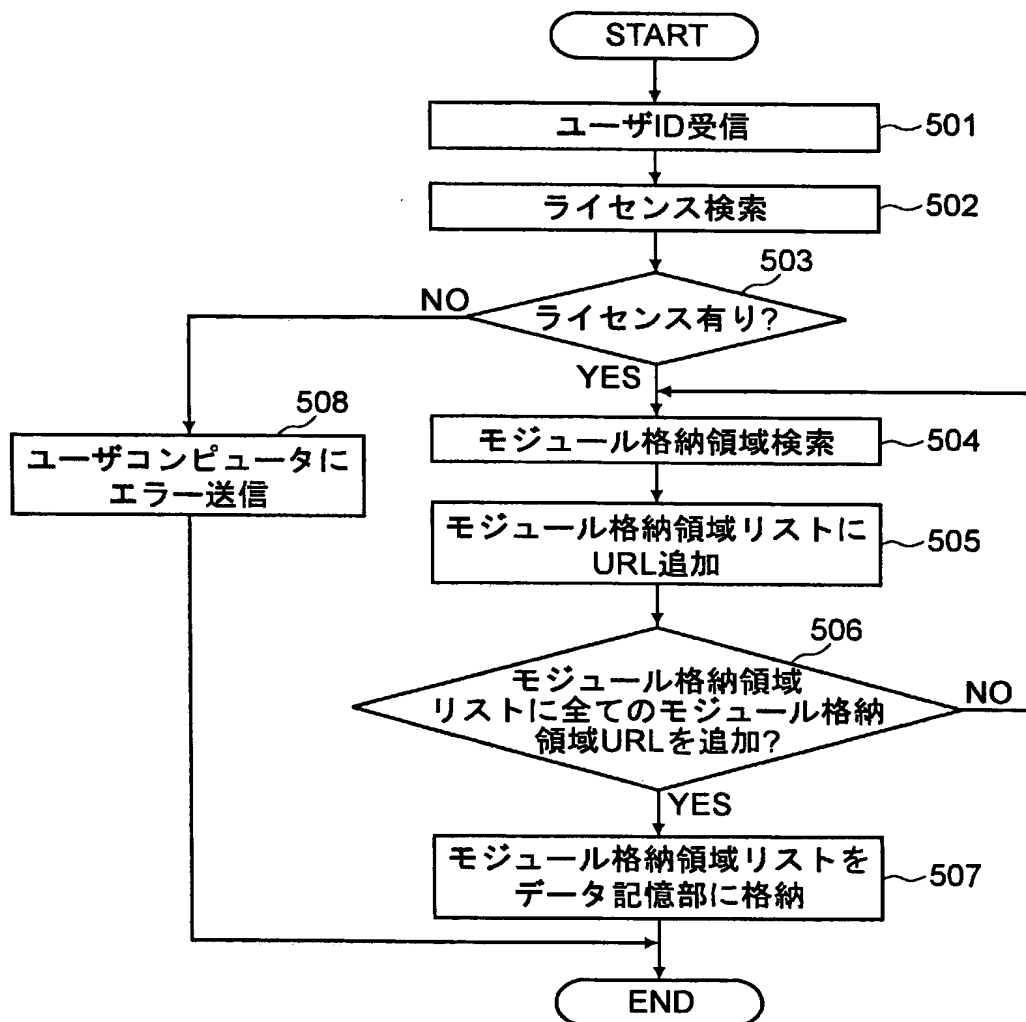 START
ユーザID受信
501
ライセンス検索
502
503
ライセンス有り?
NO
YES
508
ユーザコンピュータに
エラー送信
モジュール格納領域検索
504
モジュール格納領域リストに
URL追加
505
506
モジュール格納領域
リストに全てのモジュール格納
領域URLを追加?
NO
YES
モジュール格納領域リストを
データ記憶部に格納
507
END